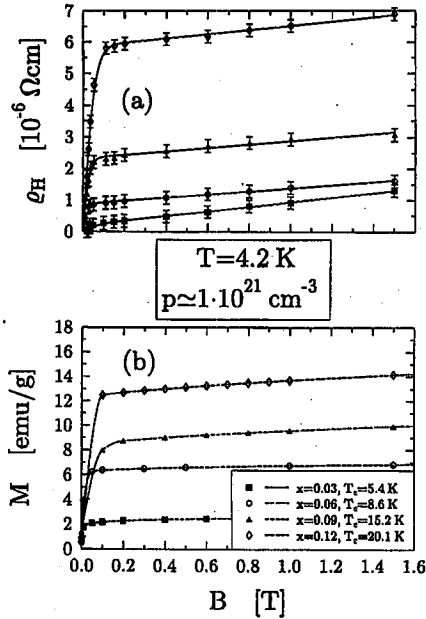 7
6
5
4
3
2
1
0
ϱH [10⁻⁶ Ωcm]
(a)
T=4.2 K
p≃1·10²¹ cm⁻³
18
16
14
12
10
8
6
4
2
0
M [emu/g]
(b)
x=0.03, Tc=5.4 K
x=0.06, Tc=8.6 K
x=0.09, Tc=15.2 K
x=0.12, Tc=20.1 K
0.0 0.2 0.4 0.6 0.8 1.0 1.2 1.4 1.6
B [T]